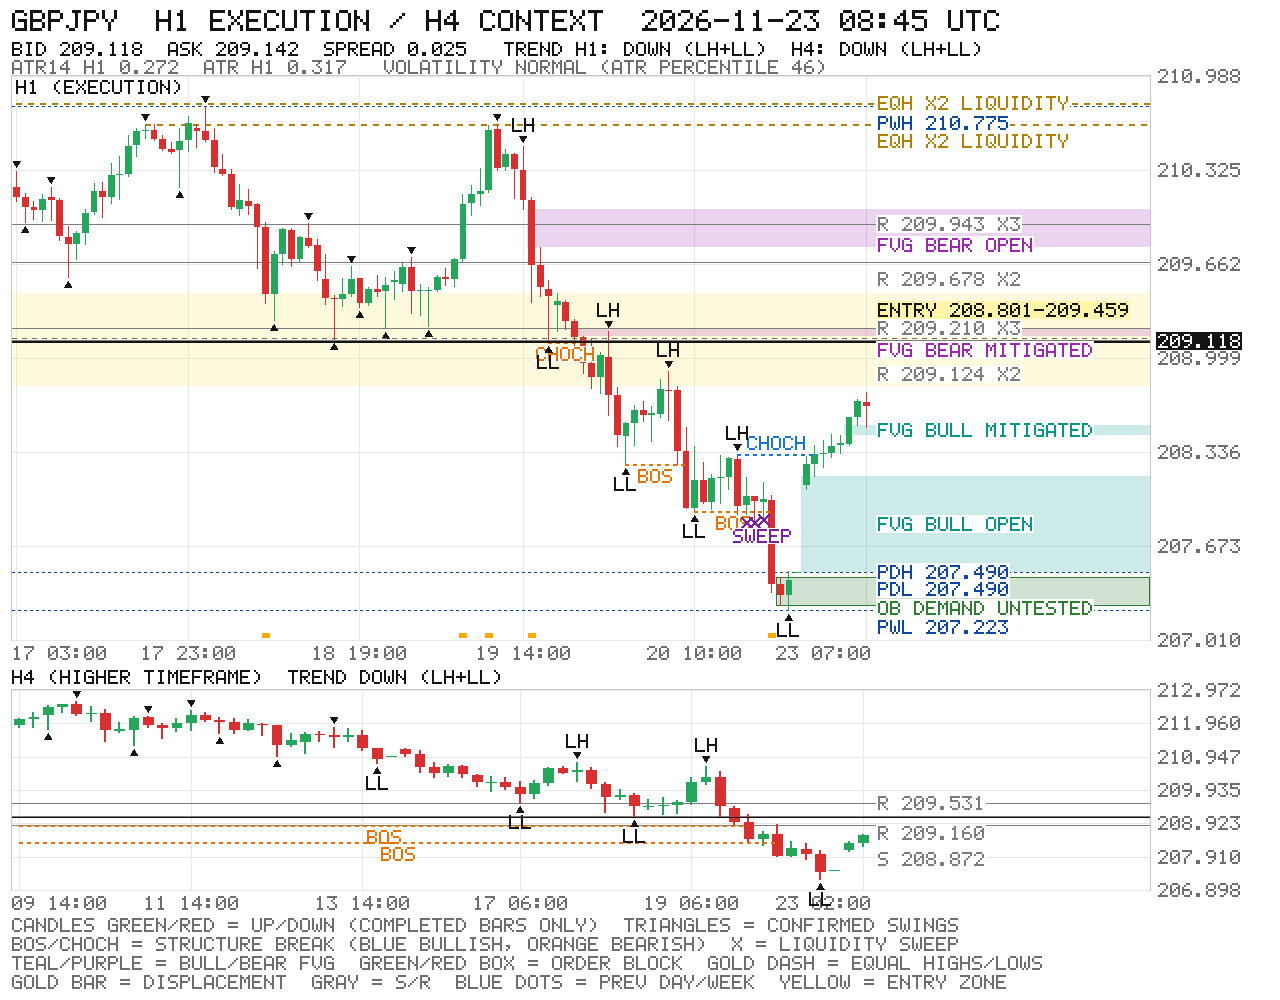 GBPJPY  H1 EXECUTION / H4 CONTEXT  2026-11-23 08:45 UTC
BID 209.118  ASK 209.142  SPREAD 0.025   TREND H1: DOWN (LH+LL)  H4: DOWN (LH+LL)
ATR14 H1 0.272  ATR H1 0.317   VOLATILITY NORMAL (ATR PERCENTILE 46)
H1 (EXECUTION)
210.988
EQH X2 LIQUIDITY
PWH 210.775
LH
EQH X2 LIQUIDITY
210.325
R 209.943 X3
FVG BEAR OPEN
209.662
R 209.678 X2
LH
ENTRY 208.801-209.459
R 209.210 X3
209.118
LH
FVG BEAR MITIGATED
CHOCH
208.999
LL
R 209.124 X2
LH
CHOCH
FVG BULL MITIGATED
208.336
BOS
LL
BOS
FVG BULL OPEN
LL
SWEEP
207.673
PDH 207.490
PDL 207.490
OB DEMAND UNTESTED
LL
PWL 207.223
207.010
17 03:00  17 23:00  18 19:00  19 14:00  20 10:00  23 07:00
H4 (HIGHER TIMEFRAME)  TREND DOWN (LH+LL)
212.972
211.960
LH
LH
210.947
LL
209.935
R 209.531
LL
208.923
BOS
LL
R 209.160
BOS
S 208.872
207.910
206.898
LL
09 14:00  11 14:00  13 14:00  17 06:00  19 06:00  23 02:00
CANDLES GREEN/RED = UP/DOWN (COMPLETED BARS ONLY)  TRIANGLES = CONFIRMED SWINGS
BOS/CHOCH = STRUCTURE BREAK (BLUE BULLISH, ORANGE BEARISH)  X = LIQUIDITY SWEEP
TEAL/PURPLE = BULL/BEAR FVG  GREEN/RED BOX = ORDER BLOCK  GOLD DASH = EQUAL HIGHS/LOWS
GOLD BAR = DISPLACEMENT  GRAY = S/R  BLUE DOTS = PREV DAY/WEEK  YELLOW = ENTRY ZONE